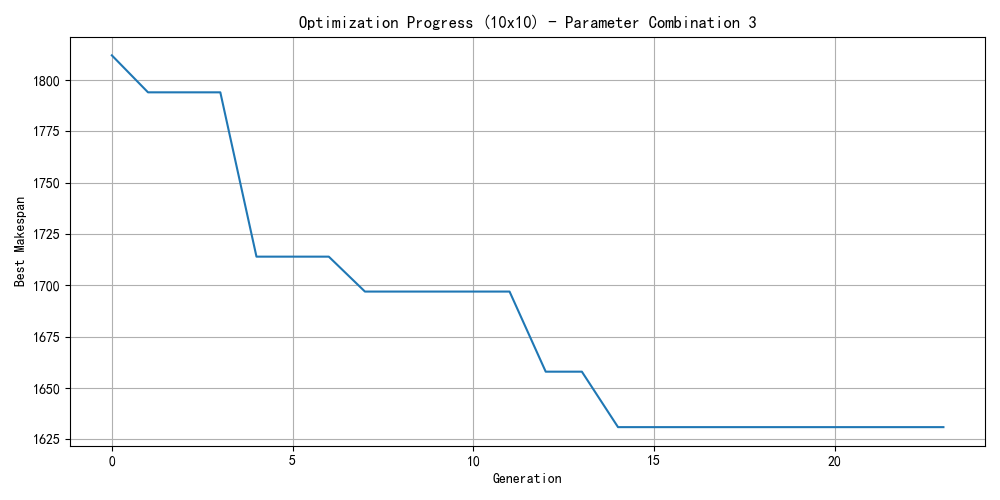 Optimization Progress (10x10) - Parameter Combination 3
Best Makespan
1800
1775
1750
1725
1700
1675
1650
1625
0 5 10 15 20
Generation